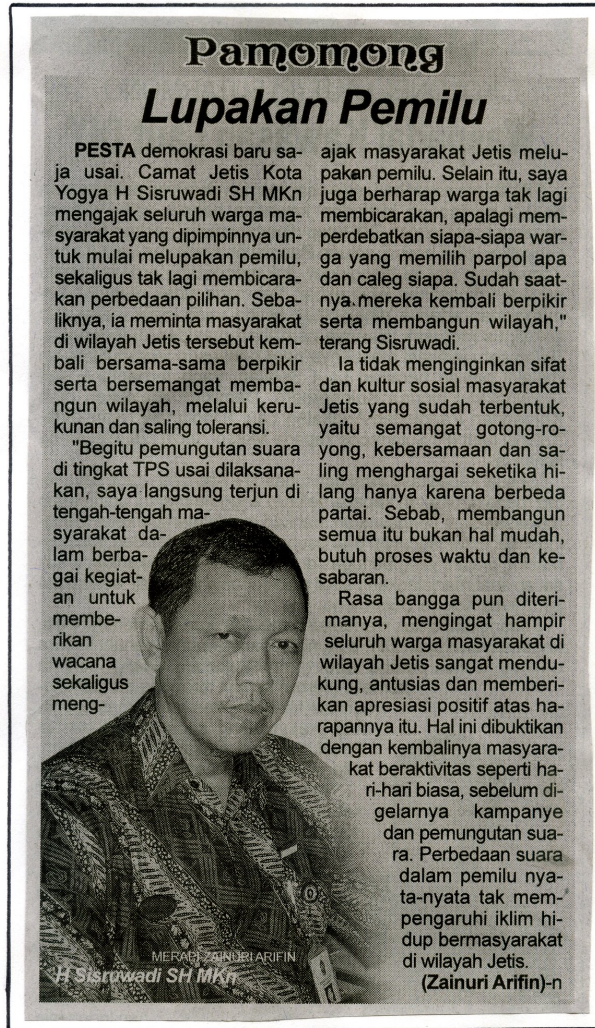 Pamomong
Lupakan Pemilu
PESTA demokrasi baru sa-
ja usai. Camat Jetis Kota
Yogya H Sisruwadi SH MKn
mengajak seluruh warga ma-
syarakat yang dipimpinnya un-
tuk mulai melupakan pemilu,
sekaligus tak lagi membicara-
kan perbedaan pilihan. Seba-
liknya, ia meminta masyarakat
di wilayah Jetis tersebut kem-
bali bersama-sama berpikir
serta bersemangat memba-
ngun wilayah, melalui keru-
kunan dan saling toleransi.
"Begitu pemungutan suara
di tingkat TPS usai dilaksana-
kan, saya langsung terjun di
tengah-tengah ma-
syarakat da-
lam berba-
gai kegiat-
an untuk
membe-
rikan
wacana
sekaligus
meng-
ajak masyarakat Jetis melu-
pakan pemilu. Selain itu, saya
juga berharap warga tak lagi
membicarakan, apalagi mem-
perdebatkan siapa-siapa war-
ga yang memilih parpol apa
dan caleg siapa. Sudah saat-
nya mereka kembali berpikir
serta membangun wilayah,"
terang Sisruwadi.
Ia tidak menginginkan sifat
dan kultur sosial masyarakat
Jetis yang sudah terbentuk,
yaitu semangat gotong-ro-
yong, kebersamaan dan sa-
ling menghargai seketika hi-
lang hanya karena berbeda
partai. Sebab, membangun
semua itu bukan hal mudah,
butuh proses waktu dan ke-
sabaran.
Rasa bangga pun diteri-
manya, mengingat hampir
seluruh warga masyarakat di
wilayah Jetis sangat mendu-
kung, antusias dan memberi-
kan apresiasi positif atas ha-
rapannya itu. Hal ini dibuktikan
dengan kembalinya masyara-
kat beraktivitas seperti ha-
ri-hari biasa, sebelum di-
gelarnya kampanye
dan pemungutan sua-
ra. Perbedaan suara
dalam pemilu nya-
ta-nyata tak mem-
pengaruhi iklim hi-
dup bermasyarakat
di wilayah Jetis.
(Zainuri Arifin)-n
MERAPI-ZAINURI ARIFIN
H Sisruwadi SH MKn